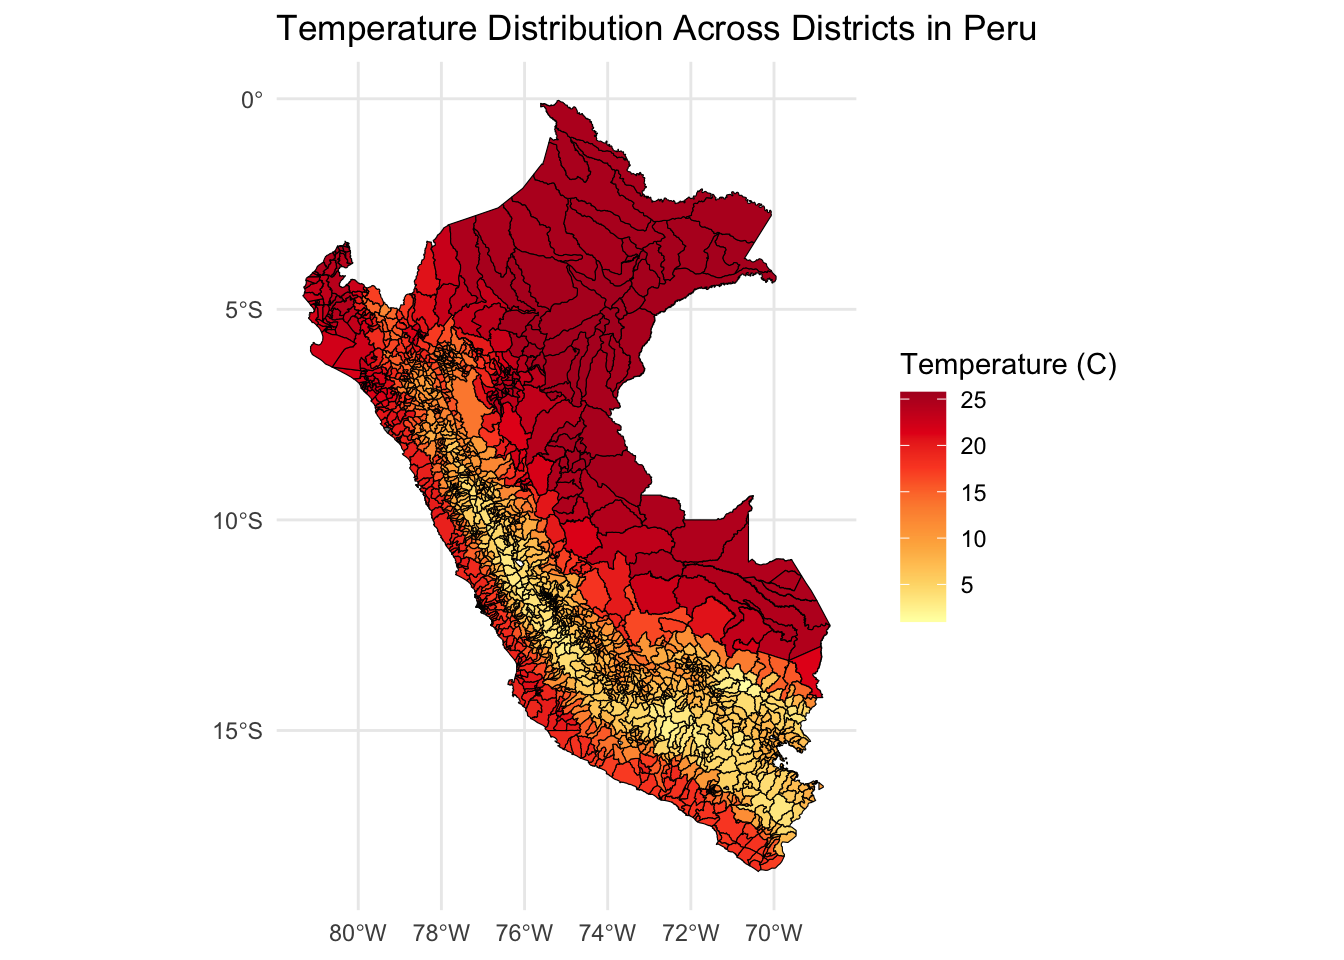 Temperature Distribution Across Districts in Peru
0°
5°S
10°S
15°S
80°W 78°W 76°W 74°W 72°W 70°W
Temperature (C)
25
20
15
10
5